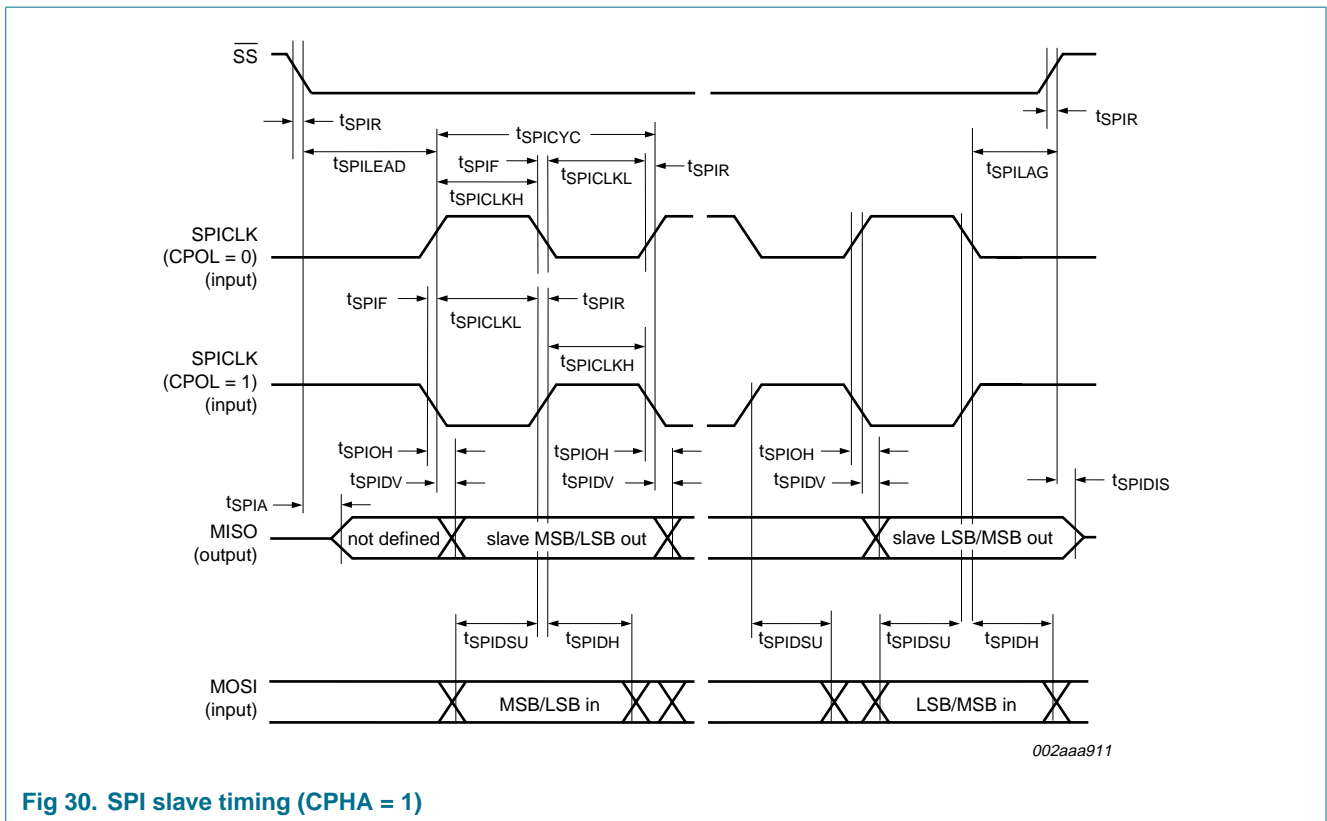 SS
tSPIR
tSPICYC
tSPIR
tSPILEAD
tSPIF
tSPICLKL
tSPIR
tSPILAG
tSPICLKH
SPICLK
(CPOL = 0)
(input)
tSPIF
tSPICLKL
tSPIR
tSPICLKH
SPICLK
(CPOL = 1)
(input)
tSPIOH
tSPIOH
tSPIOH
tSPIDV
tSPIDV
tSPIDV
tSPIDIS
tSPIA
MISO
(output)
not defined
slave MSB/LSB out
slave LSB/MSB out
tSPIDSU
tSPIDH
tSPIDSU
tSPIDSU
tSPIDH
MOSI
(input)
MSB/LSB in
LSB/MSB in
002aaa911
Fig 30. SPI slave timing (CPHA = 1)